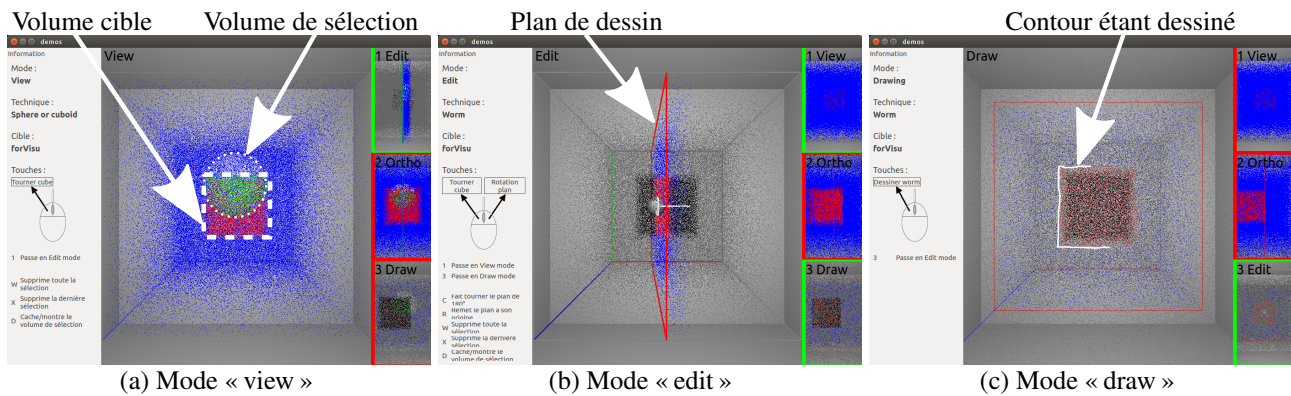 Volume cible
Volume de sélection
Plan de dessin
Contour étant dessiné
demos
Information
Mode :
View
Technique :
Sphere or cuboid
Cible :
forVisu
Touches :
Tourner cube
1 Passe en Edit mode
W Supprime toute la
sélection
X Supprime la dernière
sélection
D Cache/montre le
volume de sélection
View
1 Edit
2 Ortho
3 Draw
(a) Mode « view »
demos
Information
Mode :
Edit
Technique :
Worm
Cible :
forVisu
Touches :
Tourner
cube
Rotation
plan
1 Passe en View mode
3 Passe en Draw mode
C Fait tourner le plan de
180°
R Remet le plan a son
origine
W Supprime toute la
sélection
X Supprime la dernière
sélection
D Cache/montre le
volume de sélection
Edit
1 View
2 Ortho
3 Draw
(b) Mode « edit »
demos
Information
Mode :
Drawing
Technique :
Worm
Cible :
forVisu
Touches :
Dessiner worm
3 Passe en Edit mode
Draw
1 View
2 Ortho
3 Edit
(c) Mode « draw »